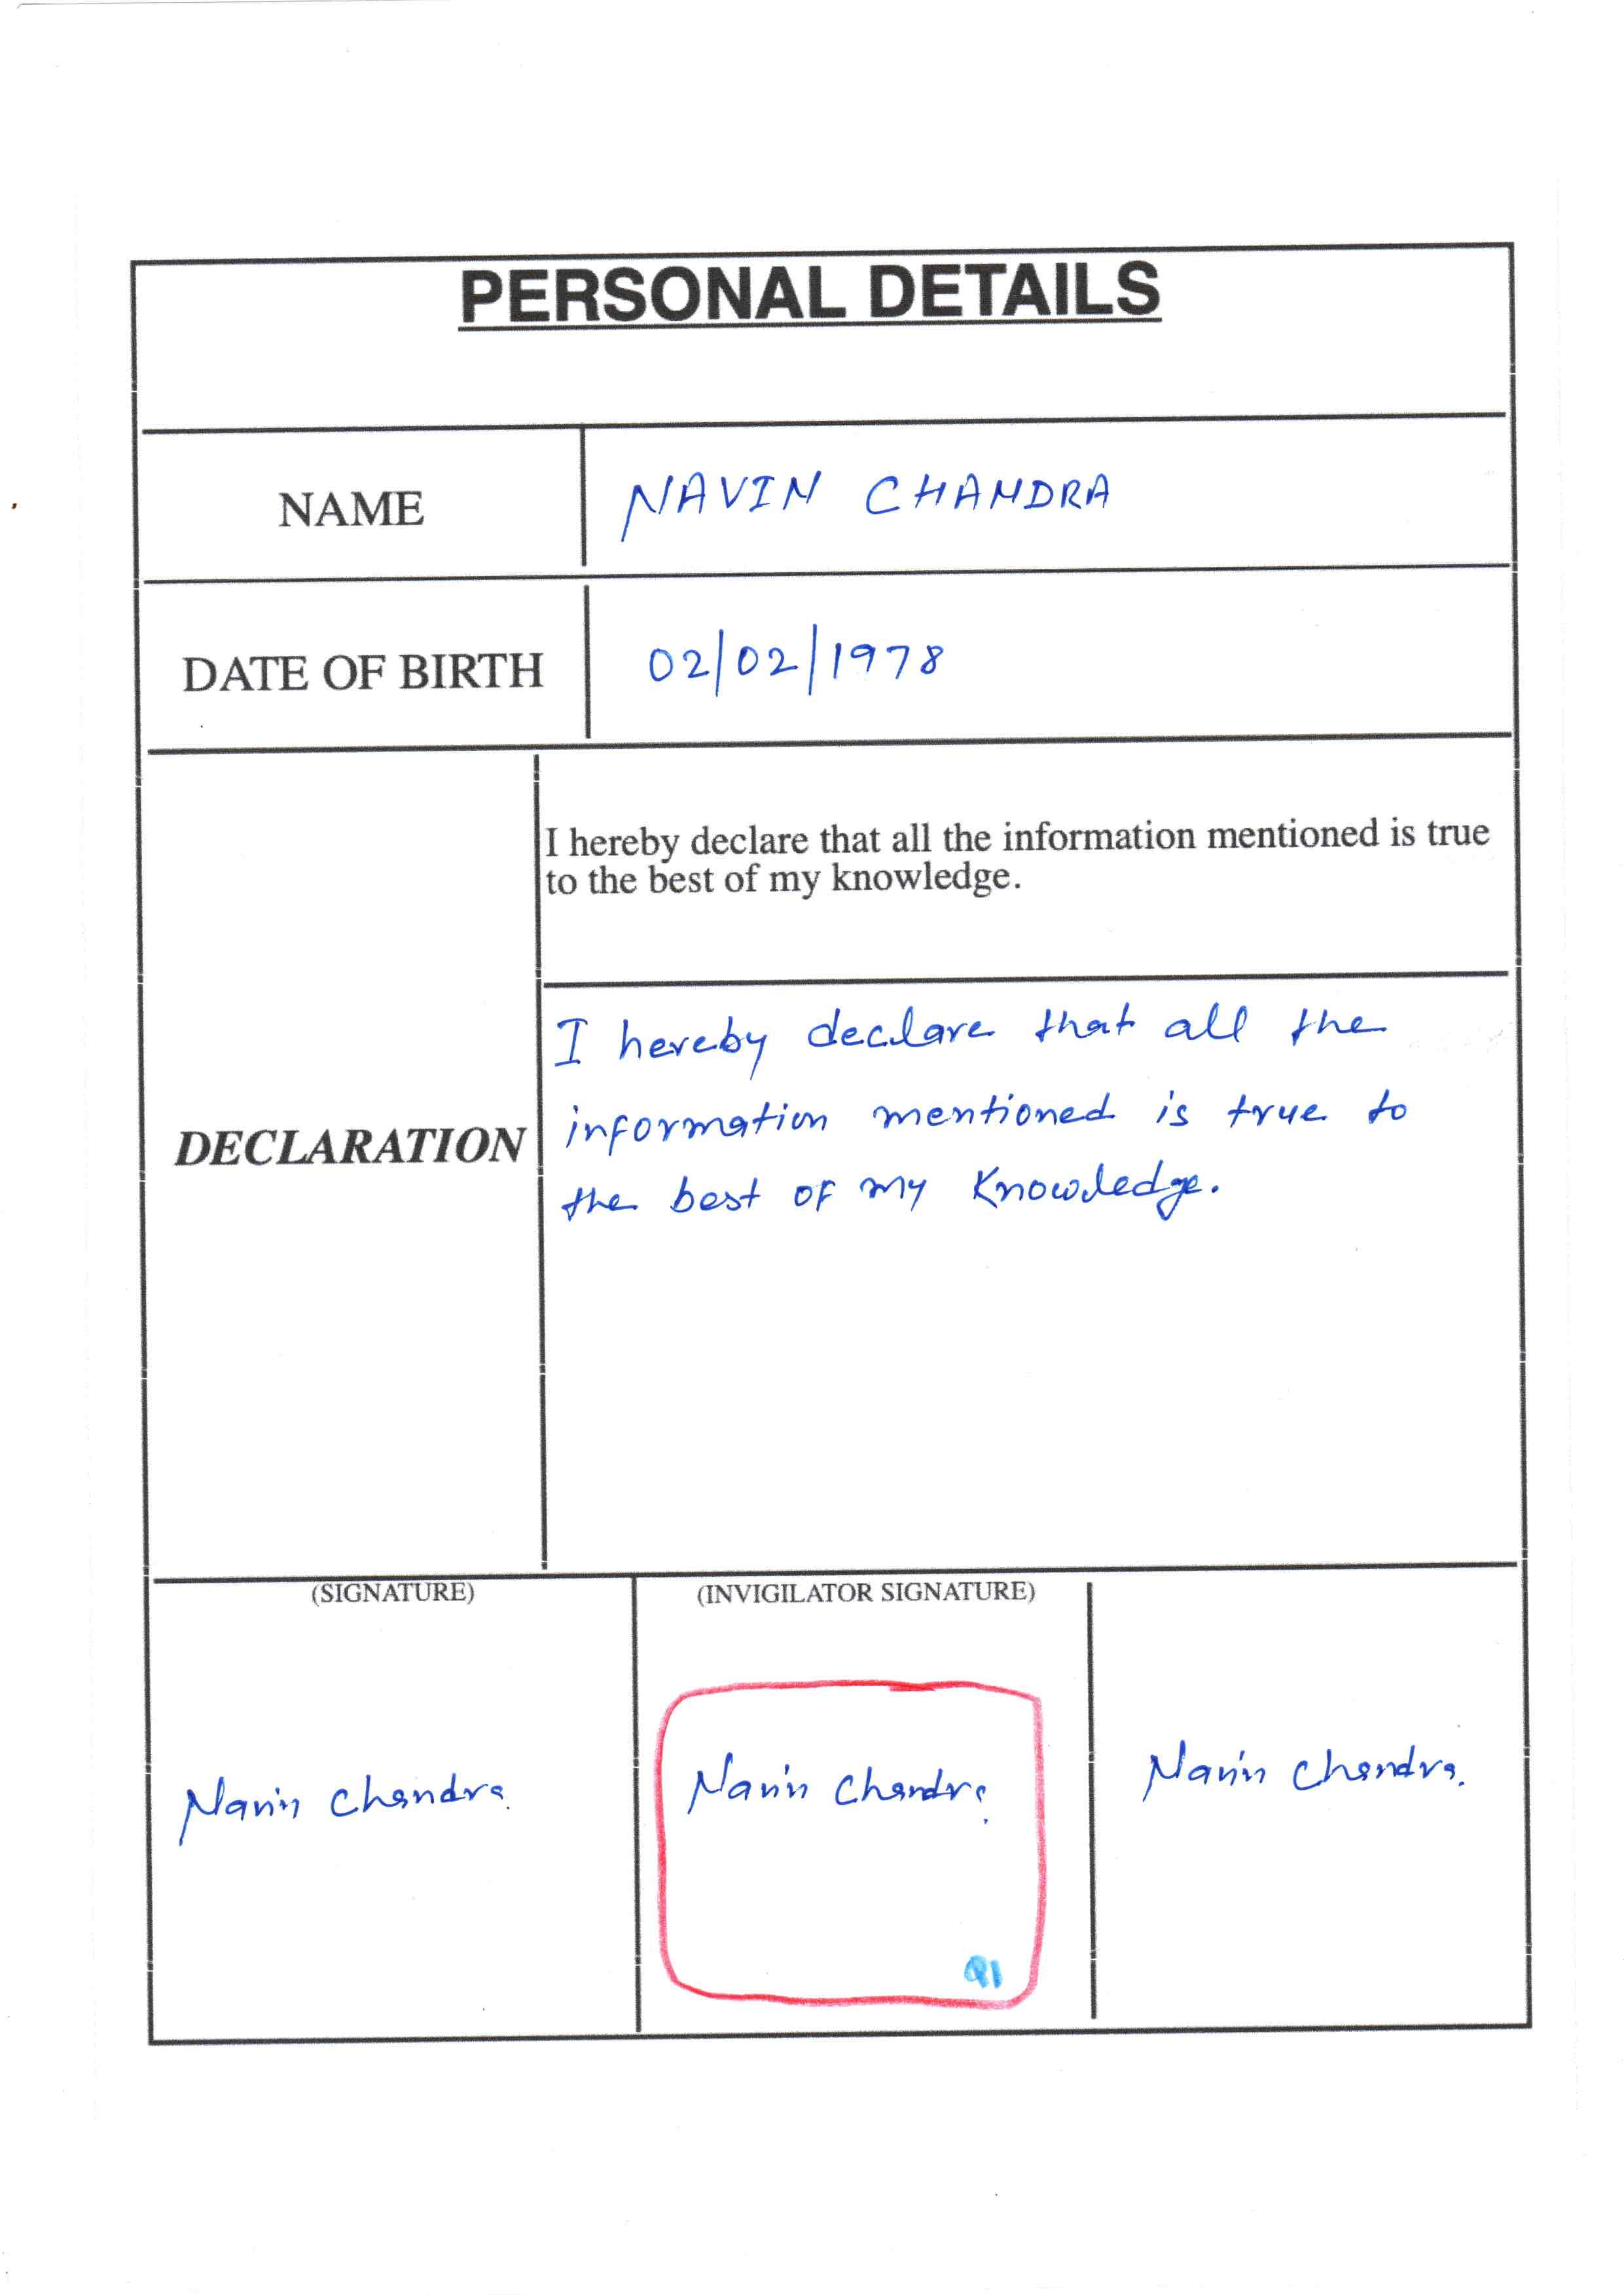 PERSONAL DETAILS
NAME
NAVIN CHANDRA
DATE OF BIRTH
02/02/1978
I hereby declare that all the information mentioned is true
to the best of my knowledge.
DECLARATION
I hereby declare that all the
information mentioned is true to
the best of my knowledge.
(SIGNATURE)
(INVIGILATOR SIGNATURE)
Navin Chandra.
Navin Chandra.
Navin Chandra.
Q1